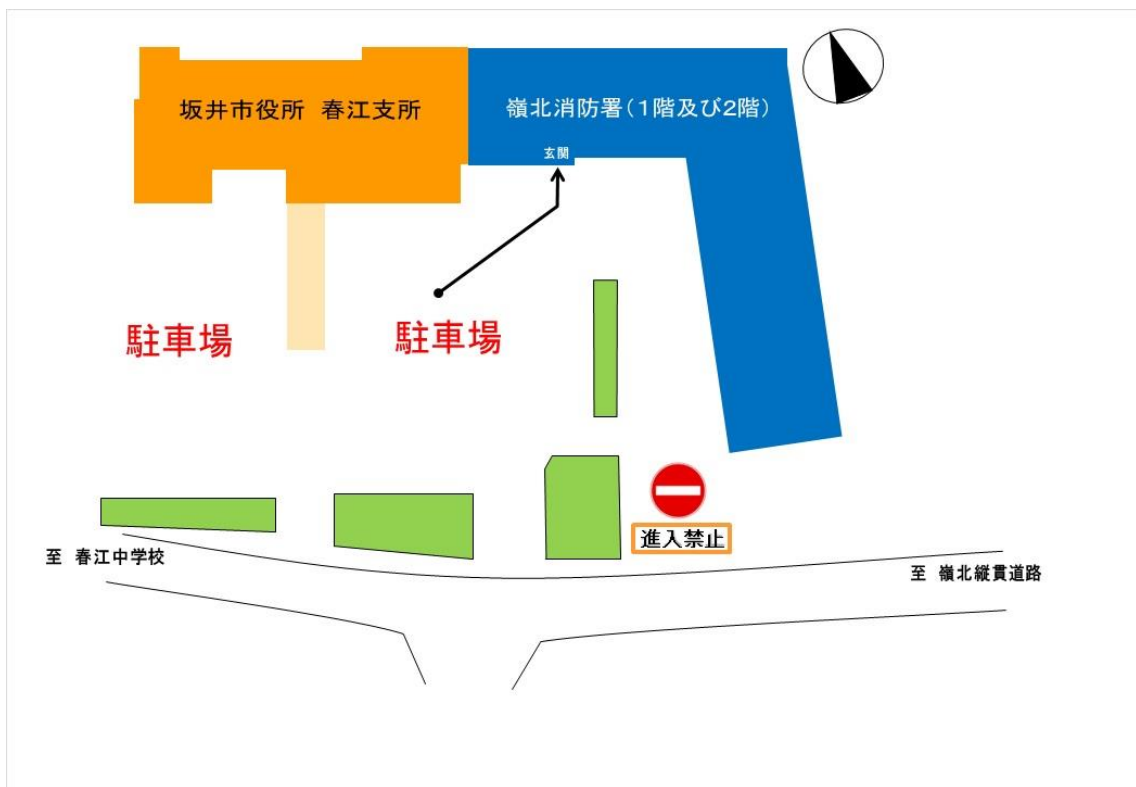 坂井市役所 春江支所
嶺北消防署(1階及び2階)
玄関
駐車場
駐車場
進入禁止
至 春江中学校
至 嶺北縦貫道路